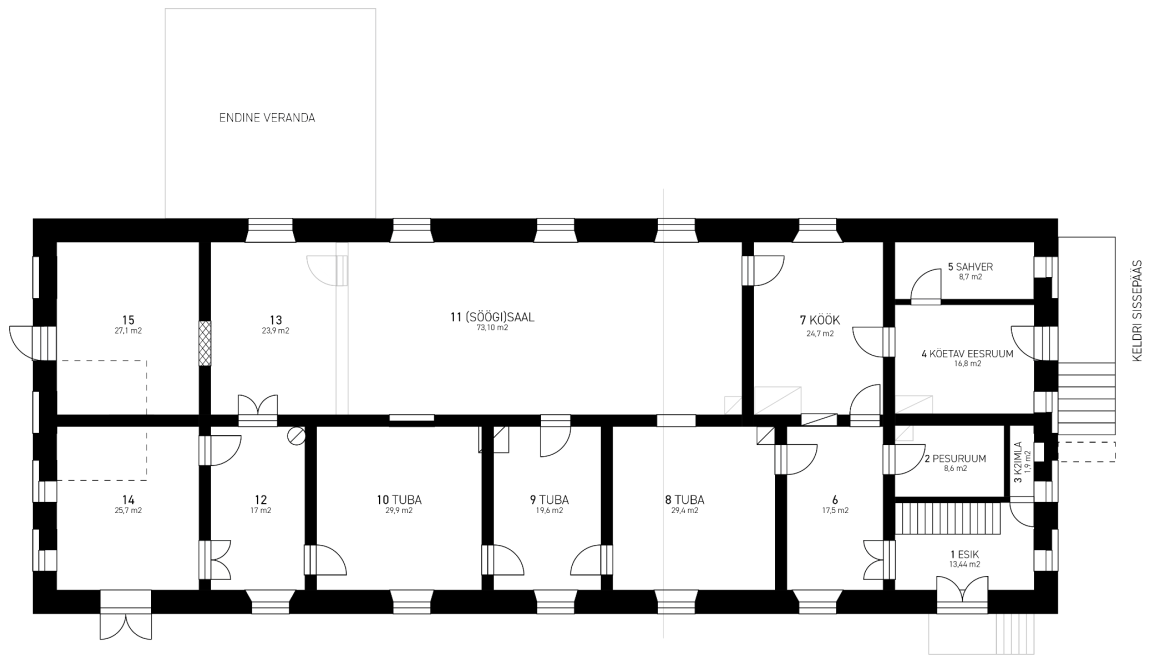 ENDINE VERANDA
KELDRI SISSEPÄÄS
15
27,1 m2
13
23,9 m2
11 (SÖÖGI)SAAL
73,10 m2
7 KÖÖK
24,7 m2
5 SAHVER
8,7 m2
4 KÖETAV EESRUUM
16,8 m2
14
25,7 m2
12
17 m2
10 TUBA
29,9 m2
9 TUBA
19,6 m2
8 TUBA
29,4 m2
6
17,5 m2
2 PESURUUM
8,6 m2
3 K2IMLA
1,9 m2
1 ESIK
13,44 m2